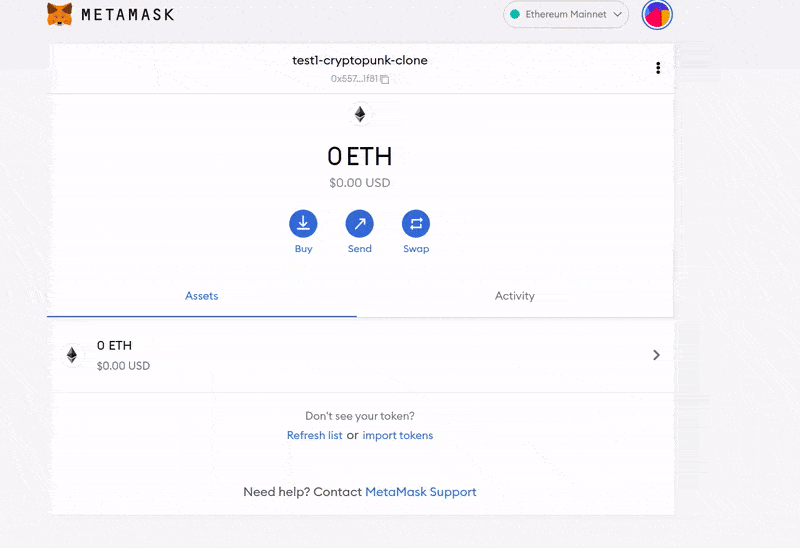 METAMASK
Ethereum Mainnet
test1-cryptopunk-clone
0x557...1f81
0 ETH
$0.00 USD
Buy Send Swap
Assets Activity
0 ETH
$0.00 USD
Don't see your token?
Refresh list or import tokens
Need help? Contact MetaMask Support